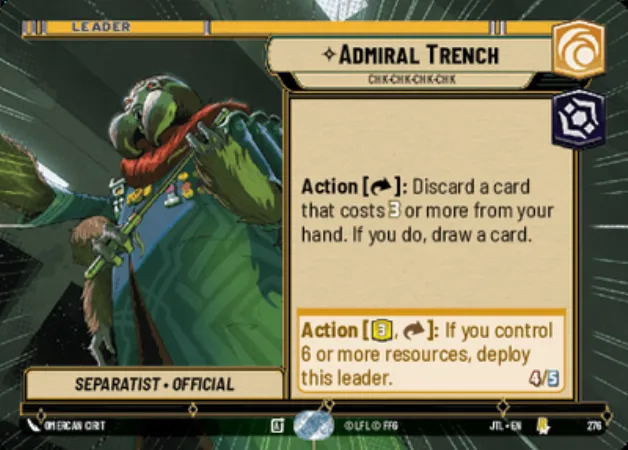 LEADER
ADMIRAL TRENCH
CHK-CHK-CHK-CHK
Action [ ]: Discard a card
that costs 3 or more from your
hand. If you do, draw a card.
Action [3, ]: If you control
6 or more resources, deploy
this leader.
4/5
SEPARATIST • OFFICIAL
OMERCAN CIRIT
© LFL © FFG
JTL • EN
276